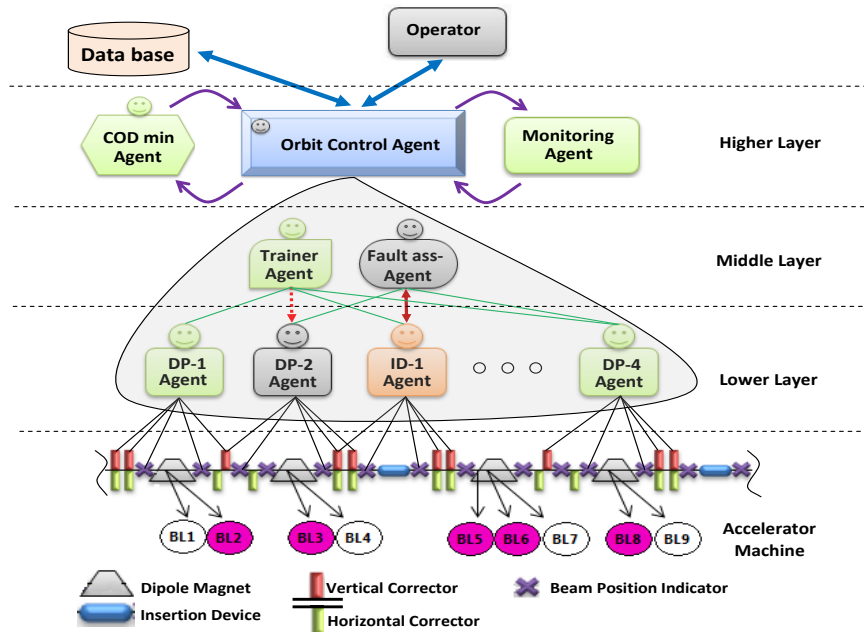 Data base
Operator
COD min
Agent
Orbit Control Agent
Monitoring
Agent
Higher Layer
Trainer
Agent
Fault ass-
Agent
Middle Layer
DP-1
Agent
DP-2
Agent
ID-1
Agent
DP-4
Agent
Lower Layer
BL1
BL2
BL3
BL4
BL5
BL6
BL7
BL8
BL9
Accelerator
Machine
Dipole Magnet
Vertical Corrector
Beam Position Indicator
Insertion Device
Horizontal Corrector